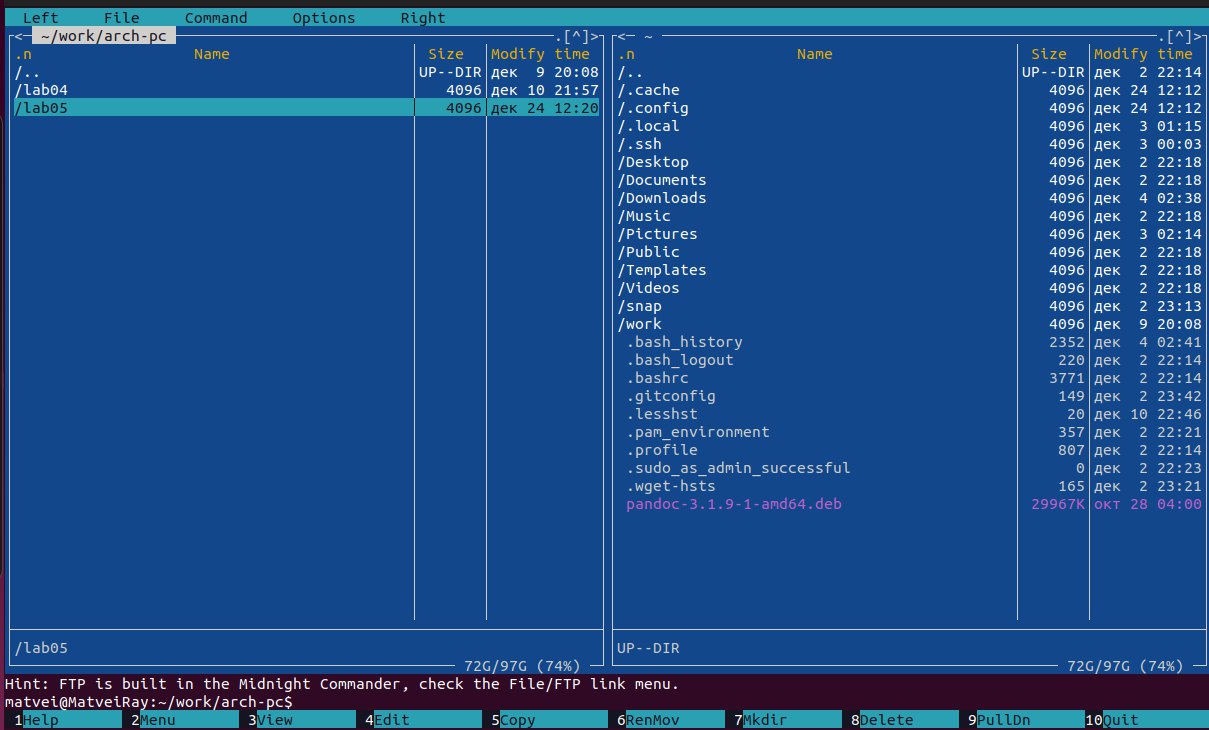 Left File Command Options Right
<─ ~/work/arch-pc .[^]> <─ ~ .[^]>
.n Name Size Modify time .n Name Size Modify time
/.. UP--DIR дек 9 20:08 /.. UP--DIR дек 2 22:14
/lab04 4096 дек 10 21:57 /.cache 4096 дек 24 12:12
/lab05 4096 дек 24 12:20 /.config 4096 дек 24 12:12
/.local 4096 дек 3 01:15
/.ssh 4096 дек 3 00:03
/Desktop 4096 дек 2 22:18
/Documents 4096 дек 2 22:18
/Downloads 4096 дек 4 02:38
/Music 4096 дек 2 22:18
/Pictures 4096 дек 3 02:14
/Public 4096 дек 2 22:18
/Templates 4096 дек 2 22:18
/Videos 4096 дек 2 22:18
/snap 4096 дек 2 23:13
/work 4096 дек 9 20:08
.bash_history 2352 дек 4 02:41
.bash_logout 220 дек 2 22:14
.bashrc 3771 дек 2 22:14
.gitconfig 149 дек 2 23:42
.lesshst 20 дек 10 22:46
.pam_environment 357 дек 2 22:21
.profile 807 дек 2 22:14
.sudo_as_admin_successful 0 дек 2 22:23
.wget-hsts 165 дек 2 23:21
pandoc-3.1.9-1-amd64.deb 29967K окт 28 04:00
/lab05 UP--DIR
72G/97G (74%) 72G/97G (74%)
Hint: FTP is built in the Midnight Commander, check the File/FTP link menu.
matvei@MatveiRay:~/work/arch-pc$
1Help 2Menu 3View 4Edit 5Copy 6RenMov 7Mkdir 8Delete 9PullDn 10Quit